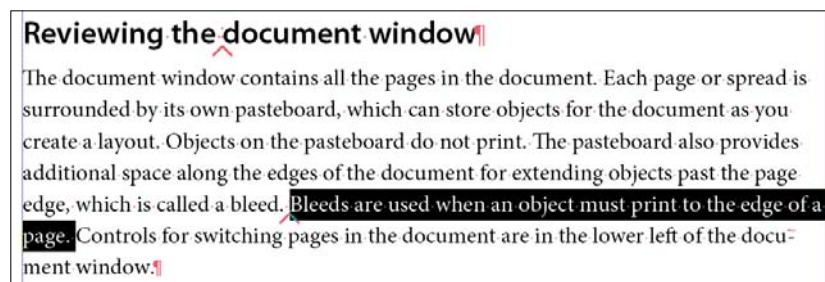 Reviewing the document window¶
The document window contains all the pages in the document. Each page or spread is
surrounded by its own pasteboard, which can store objects for the document as you
create a layout. Objects on the pasteboard do not print. The pasteboard also provides
additional space along the edges of the document for extending objects past the page
edge, which is called a bleed. Bleeds are used when an object must print to the edge of a
page. Controls for switching pages in the document are in the lower left of the docu-
ment window.¶